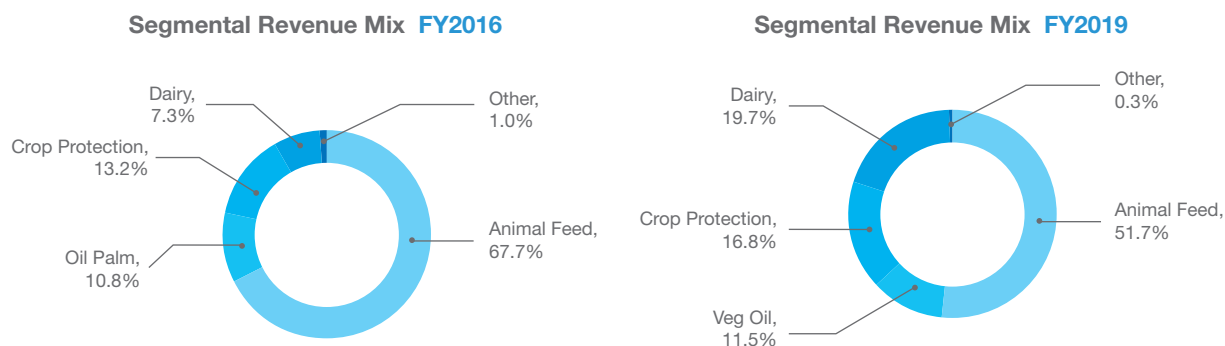 Segmental Revenue Mix FY2016
Dairy,
7.3%
Other,
1.0%
Crop Protection,
13.2%
Animal Feed,
67.7%
Oil Palm,
10.8%
Segmental Revenue Mix FY2019
Other,
0.3%
Dairy,
19.7%
Crop Protection,
16.8%
Animal Feed,
51.7%
Veg Oil,
11.5%